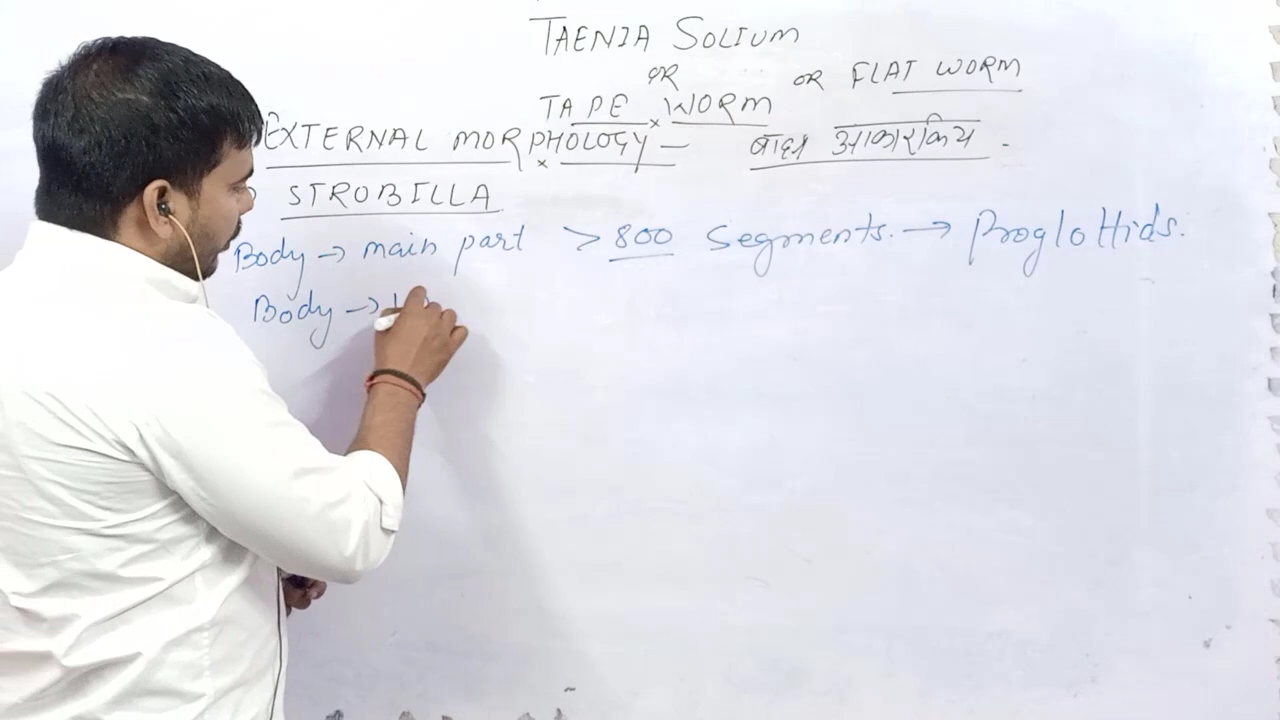 TAENIA SOLIUM
OR
TAPE WORM OR FLAT WORM
EXTERNAL MORPHOLOGY – बाह्य आकारिकीय -
STROBILLA
Body → main part > 800 Segments. → Proglottids.
Body →